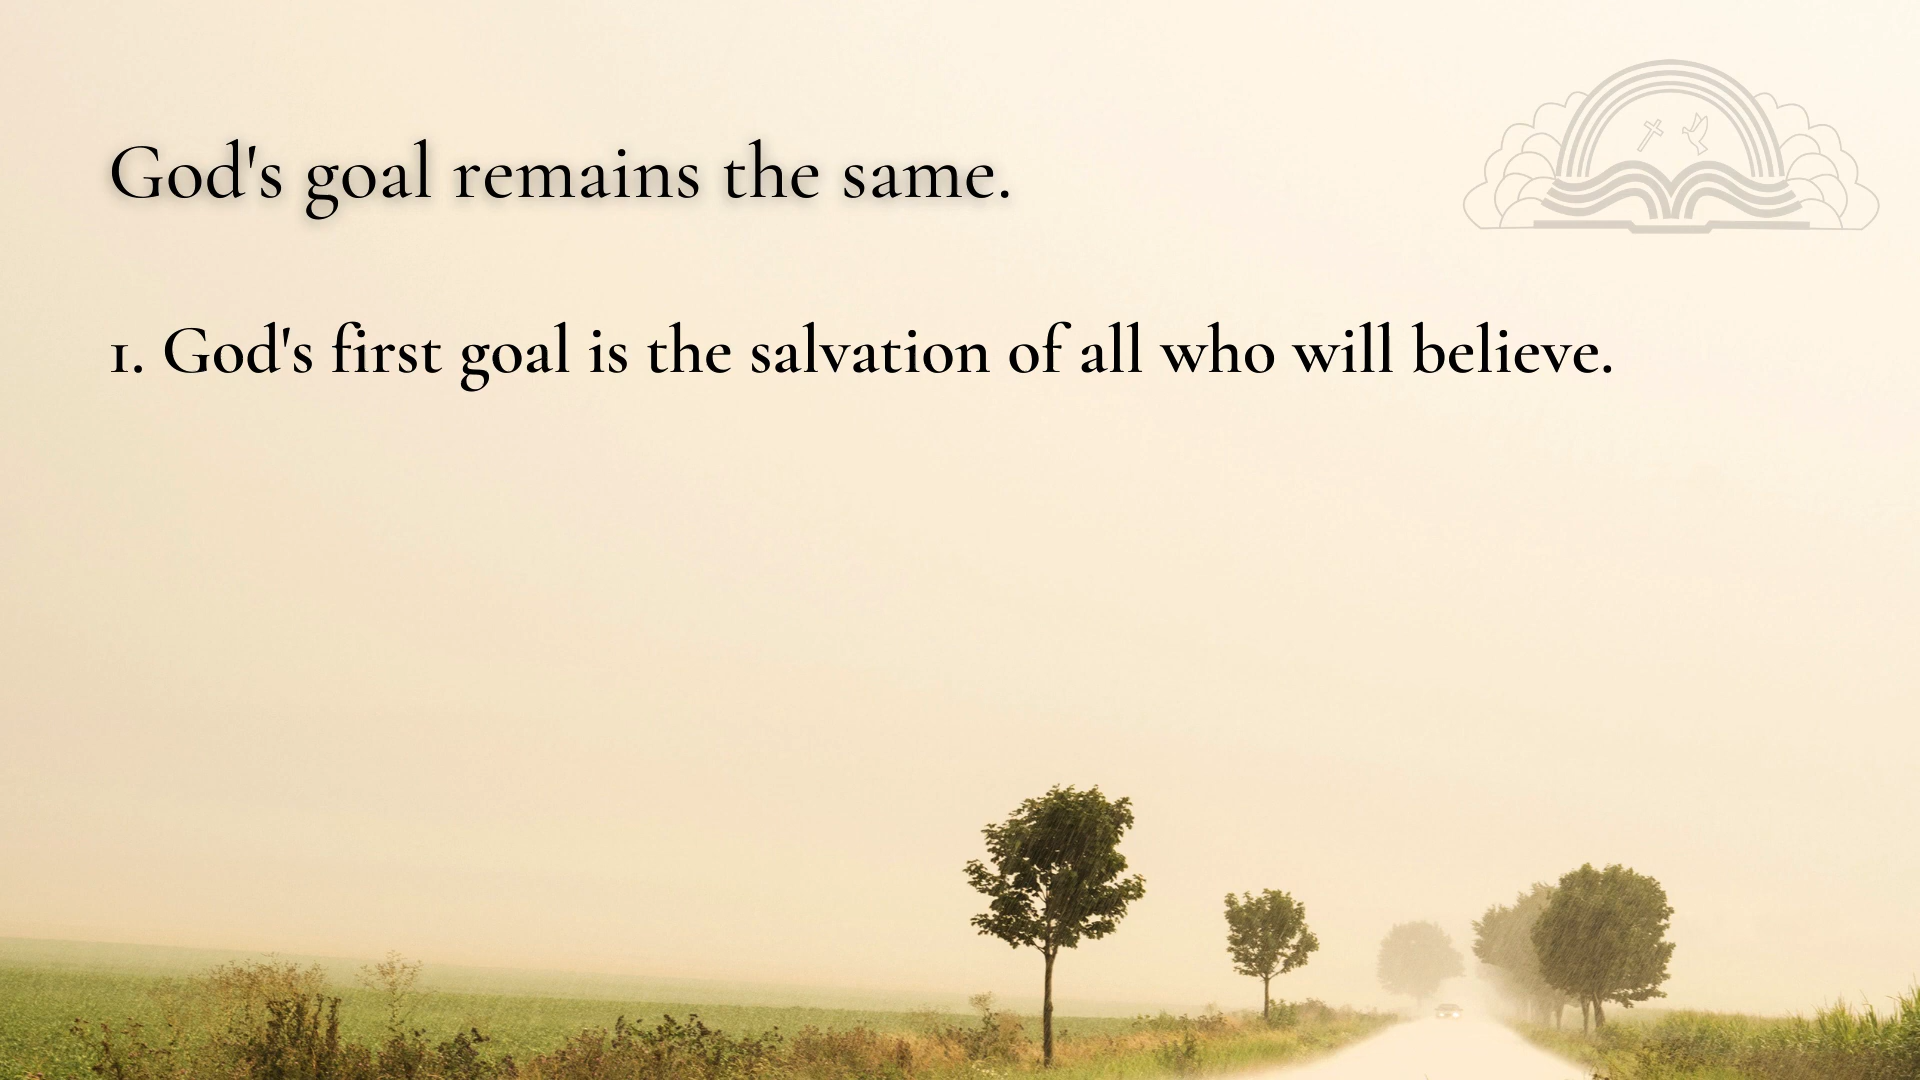 God's goal remains the same.
1. God's first goal is the salvation of all who will believe.